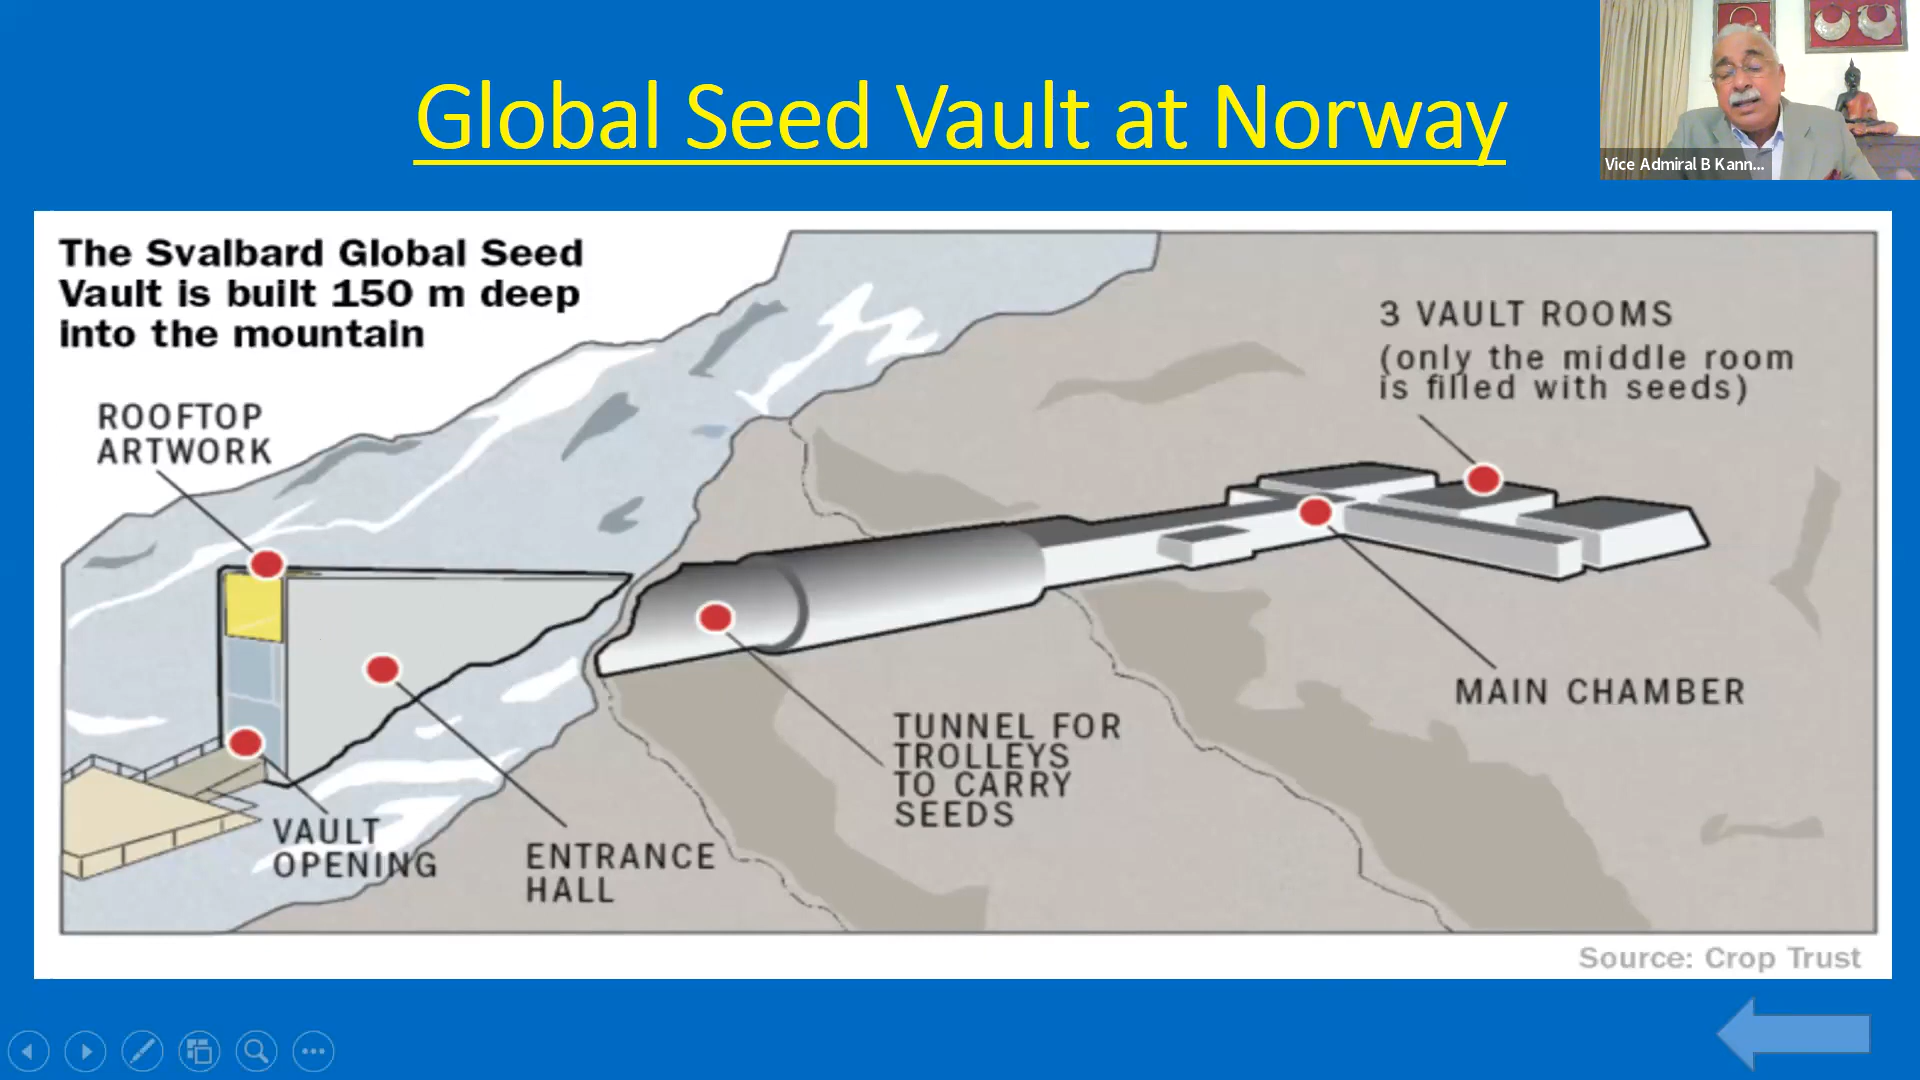 Global Seed Vault at Norway
Vice Admiral B Kann...
The Svalbard Global Seed
Vault is built 150 m deep
into the mountain
3 VAULT ROOMS
(only the middle room
is filled with seeds)
ROOFTOP
ARTWORK
MAIN CHAMBER
TUNNEL FOR
TROLLEYS
TO CARRY
SEEDS
VAULT
OPENING
ENTRANCE
HALL
Source: Crop Trust